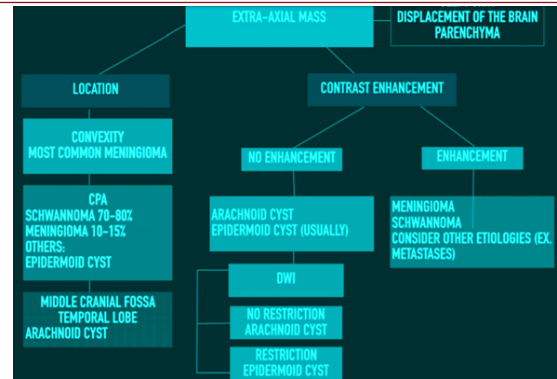 EXTRA-AXIAL MASS
DISPLACEMENT OF THE BRAIN
PARENCHYMA
LOCATION
CONTRAST ENHANCEMENT
CONVEXITY
MOST COMMON MENINGIOMA
NO ENHANCEMENT
ENHANCEMENT
CPA
SCHWANNOMA 70-80%
MENINGIOMA 10-15%
OTHERS:
EPIDERMOID CYST
ARACHNOID CYST
EPIDERMOID CYST (USUALLY)
MENINGIOMA
SCHWANNOMA
CONSIDER OTHER ETIOLOGIES (EX.
METASTASES)
DWI
MIDDLE CRANIAL FOSSA
TEMPORAL LOBE
ARACHNOID CYST
NO RESTRICTION
ARACHNOID CYST
RESTRICTION
EPIDERMOID CYST